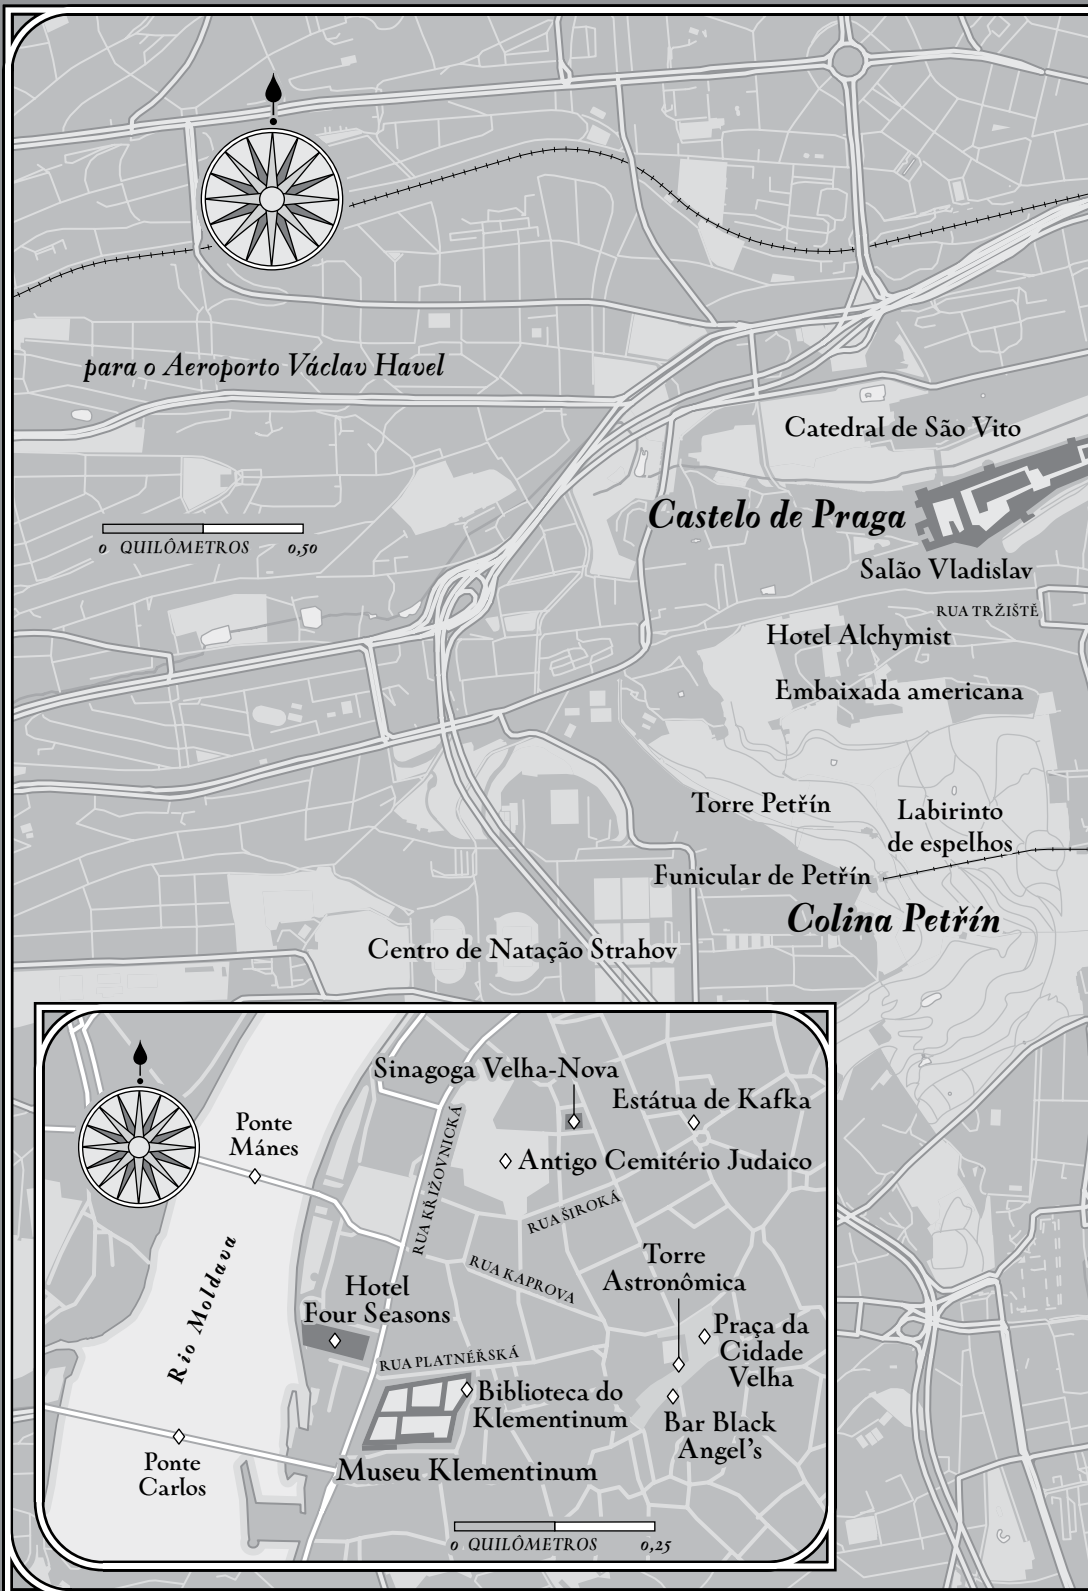 para o Aeroporto Václav Havel
Catedral de São Vito
Castelo de Praga
0 QUILÔMETROS 0,50
Salão Vladislav
RUA TRŽIŠTĚ
Hotel Alchymist
Embaixada americana
Torre Petřín
Labirinto
de espelhos
Funicular de Petřín
Colina Petřín
Centro de Natação Strahov
Sinagoga Velha-Nova
Estátua de Kafka
Ponte
Mánes
Antigo Cemitério Judaico
RUA KŘIŽOVNICKÁ
RUA ŠIROKÁ
Rio Moldava
RUA KAPROVA
Torre
Astronômica
Hotel
Four Seasons
Praça da
Cidade
Velha
RUA PLATNÉŘSKÁ
Biblioteca do
Klementinum
Bar Black
Angel’s
Ponte
Carlos
Museu Klementinum
0 QUILÔMETROS 0,25